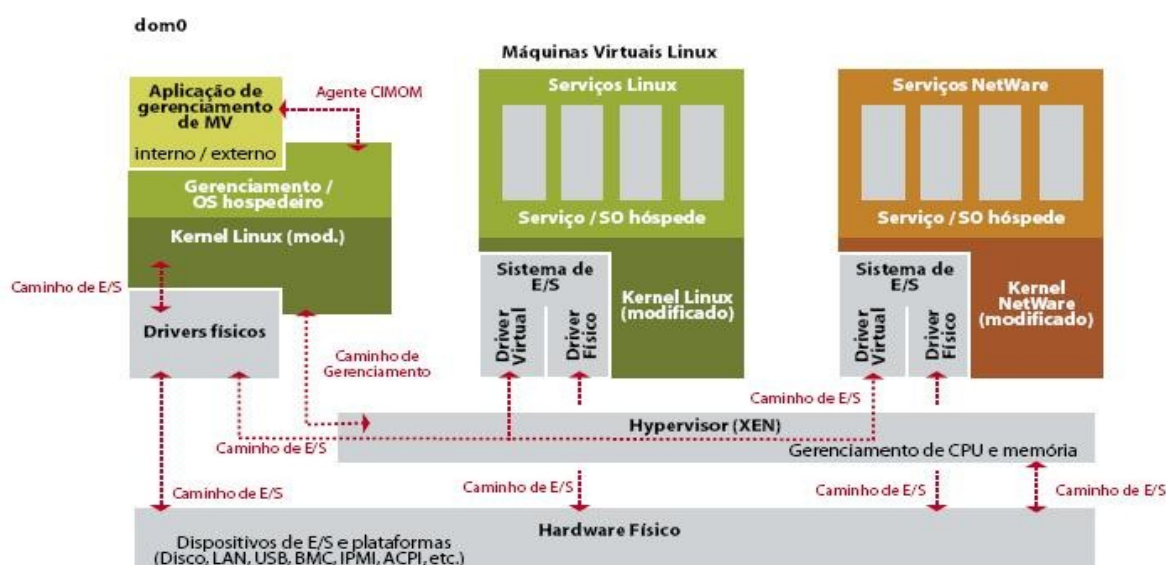 dom0
Máquinas Virtuais Linux
Aplicação de
gerenciamento
de MV
interno / externo
Agente CIMOM
Gerenciamento /
OS hospedeiro
Kernel Linux (mod.)
Caminho de E/S
Drivers físicos
Serviços Linux
Serviço / SO hóspede
Sistema de
E/S
Driver
Virtual
Driver
Físico
Kernel Linux
(modificado)
Serviços NetWare
Serviço / SO hóspede
Sistema de
E/S
Driver
Virtual
Driver
Físico
Kernel
NetWare
(modificado)
Caminho de
Gerenciamento
Caminho de E/S
Hypervisor (XEN)
Caminho de E/S
Gerenciamento de CPU e memória
Caminho de E/S
Caminho de E/S
Caminho de E/S
Caminho de E/S
Hardware Físico
Dispositivos de E/S e plataformas
(Disco, LAN, USB, BMC, IPMI, ACPI, etc.)